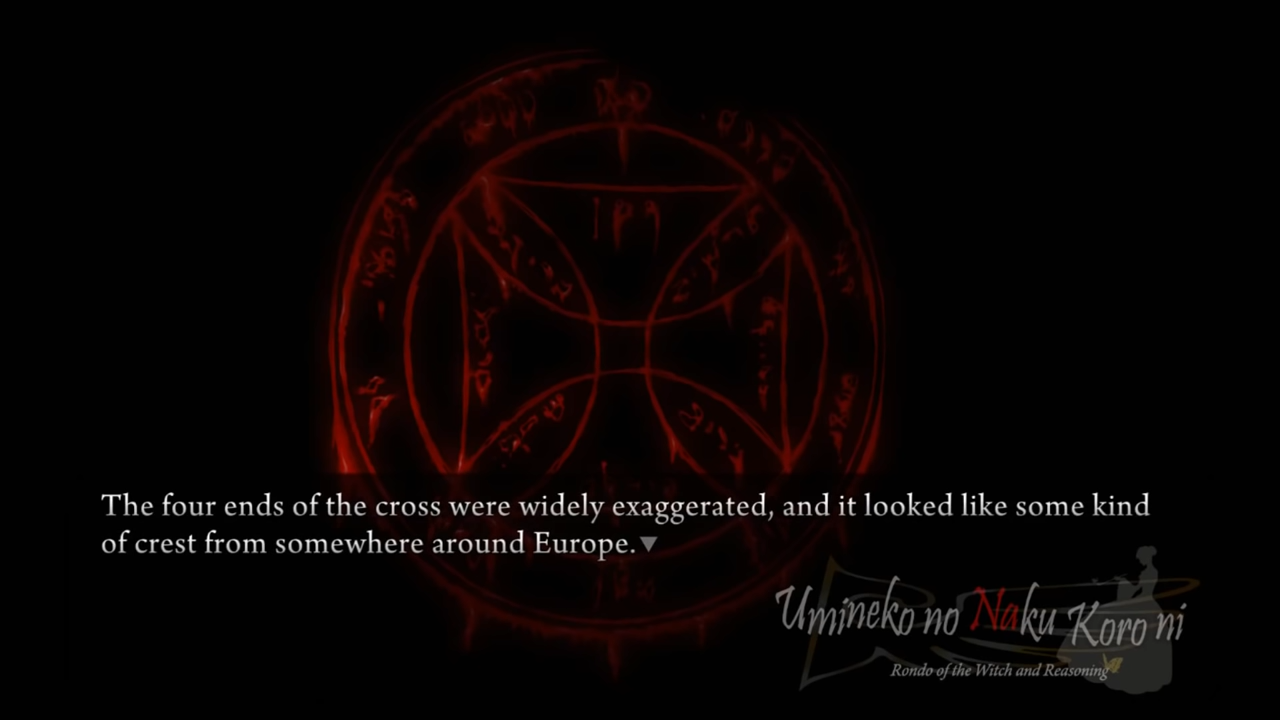 The four ends of the cross were widely exaggerated, and it looked like some kind
of crest from somewhere around Europe.
Umineko no Naku Koro ni
Rondo of the Witch and Reasoning